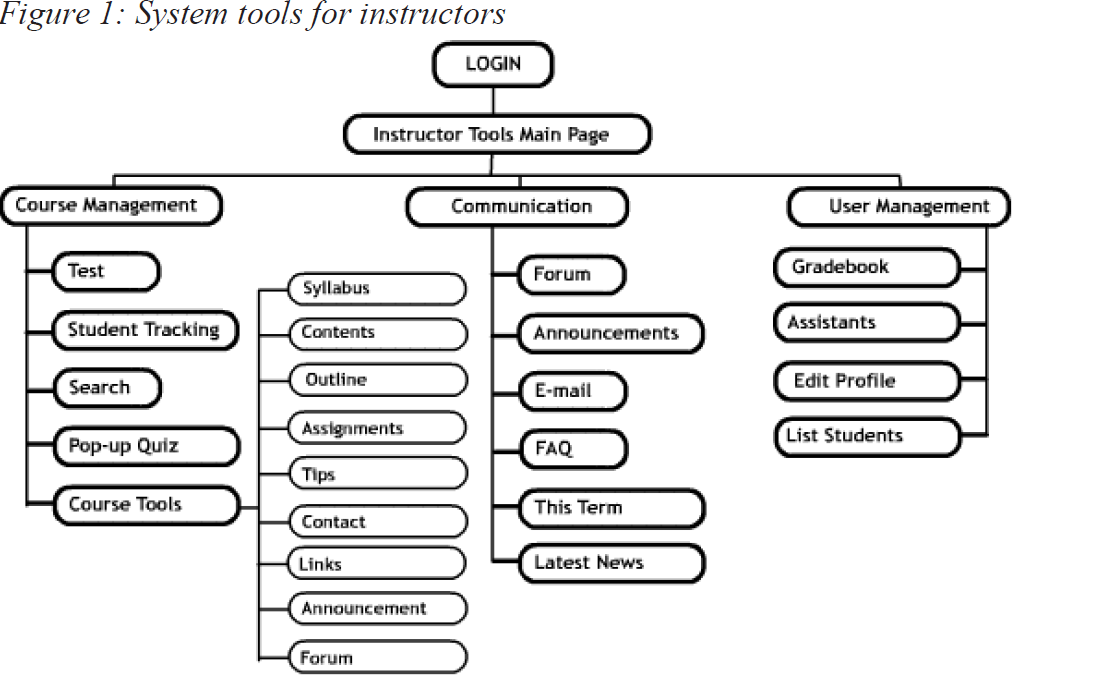 Figure 1: System tools for instructors
LOGIN
Instructor Tools Main Page
Course Management
Test
Student Tracking
Search
Pop-up Quiz
Course Tools
Syllabus
Contents
Outline
Assignments
Tips
Contact
Links
Announcement
Forum
Communication
Forum
Announcements
E-mail
FAQ
This Term
Latest News
User Management
Gradebook
Assistants
Edit Profile
List Students